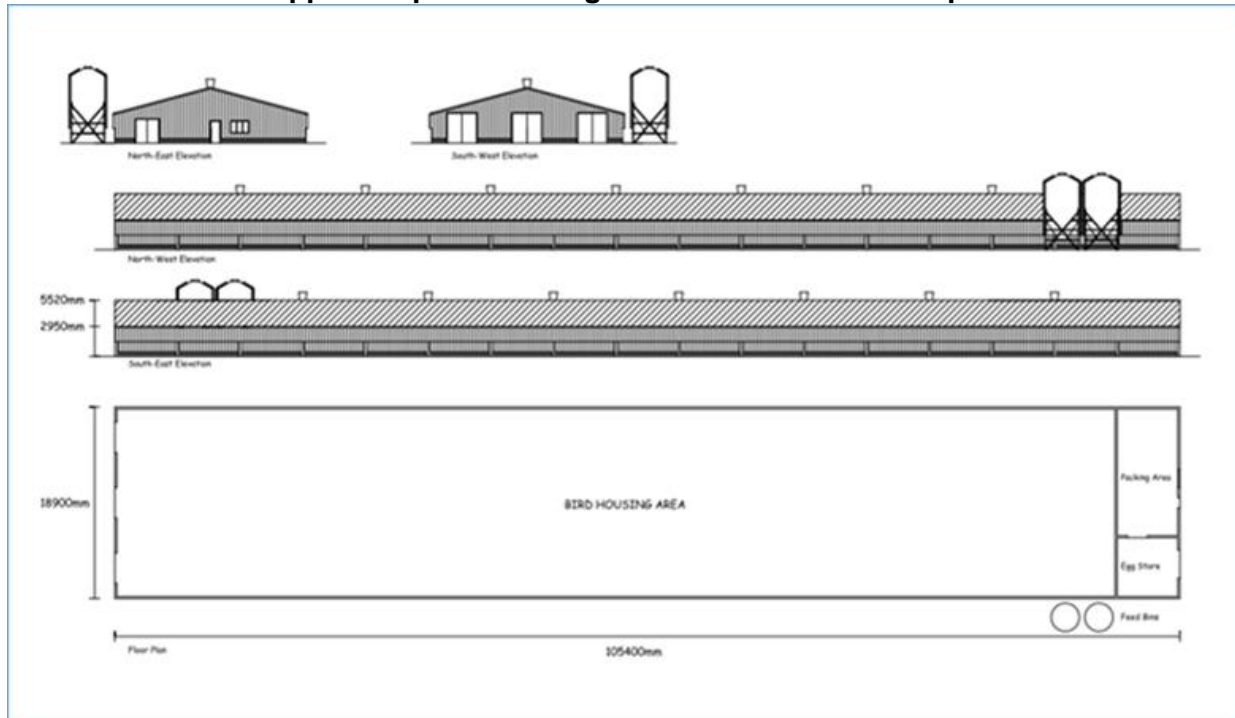 North-East Elevation
South-West Elevation
North-West Elevation
5520mm
2950mm
South-East Elevation
18900mm
BIRD HOUSING AREA
Packing Area
Egg Store
Feed Bins
Floor Plan
105400mm